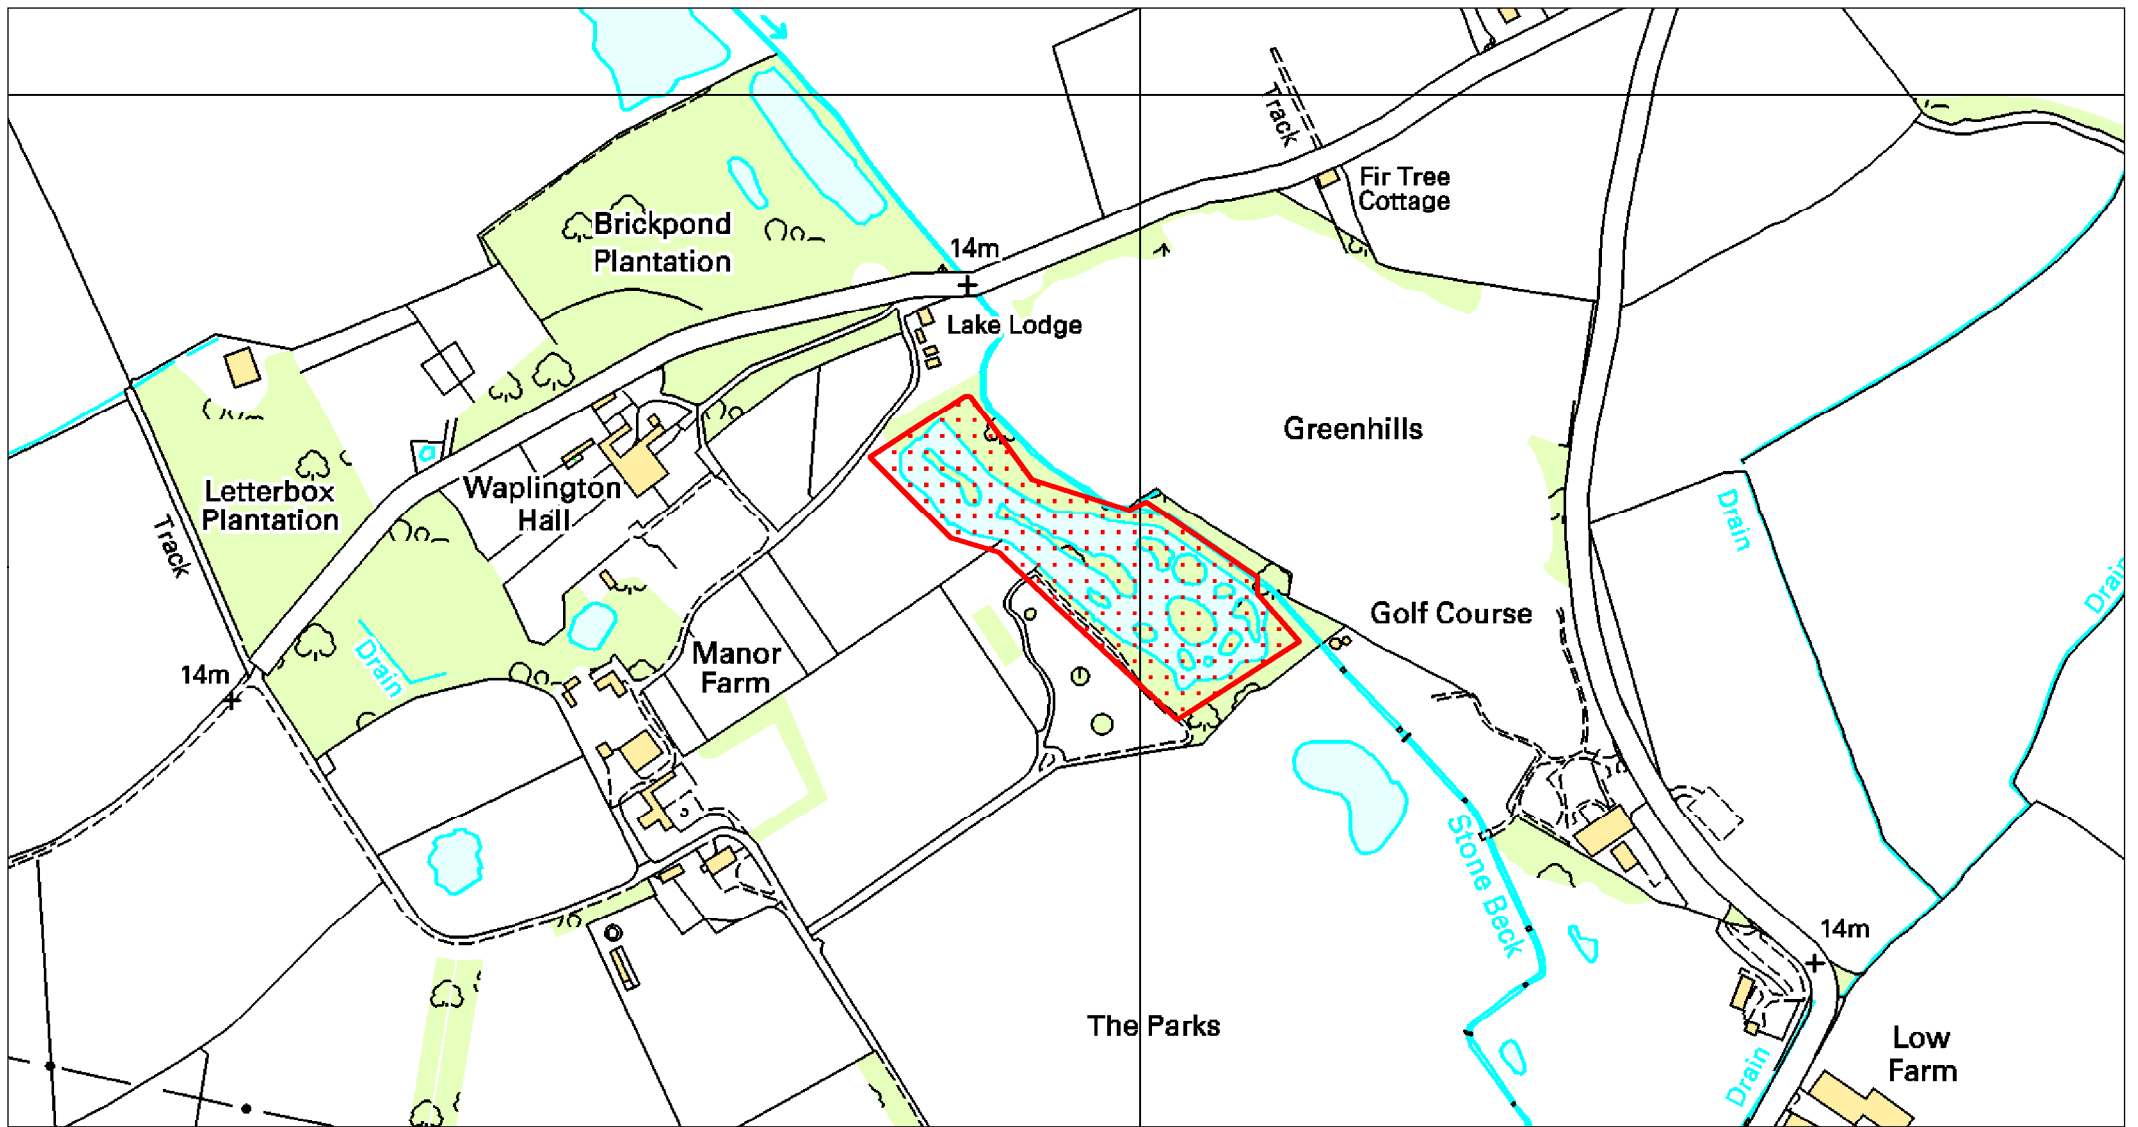 Track
Fir Tree
Cottage
Brickpond
Plantation
14m
Lake Lodge
Greenhills
Letterbox
Plantation
Waplington
Hall
Track
Drain
Drain
Golf Course
Drain
14m
Manor
Farm
Stone Beck
14m
The Parks
Low
Farm
Drain